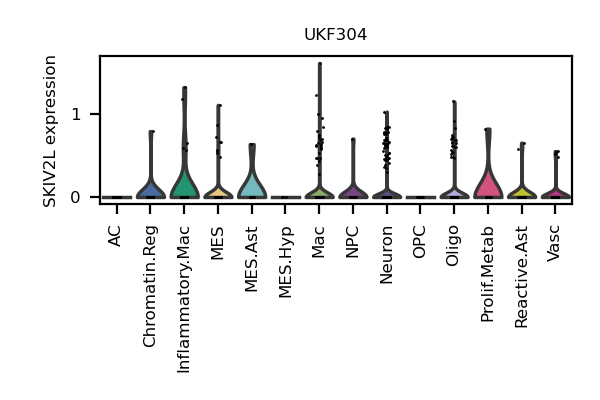 UKF304
SKIV2L expression
1
0
AC
Chromatin.Reg
Inflammatory.Mac
MES
MES.Ast
MES.Hyp
Mac
NPC
Neuron
OPC
Oligo
Prolif.Metab
Reactive.Ast
Vasc